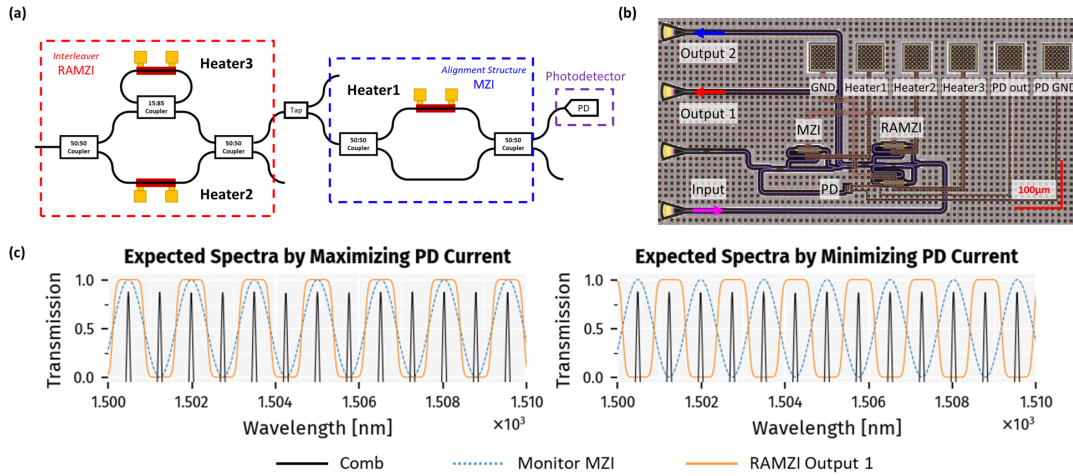 (a)
Interleaver
RAMZI
Heater3
15:85
Coupler
50:50
Coupler
50:50
Coupler
Heater2
Tap
Alignment Structure
MZI
Heater1
50:50
Coupler
50:50
Coupler
Photodetector
PD
(b)
Output 2
Output 1
Input
GND
Heater1
Heater2
Heater3
PD out
PD GND
MZI
RAMZI
PD
100μm
(c)
Expected Spectra by Maximizing PD Current
Transmission
1.0
0.5
0.0
1.500 1.502 1.504 1.506 1.508 1.510
Wavelength [nm]
×10³
Expected Spectra by Minimizing PD Current
Transmission
1.0
0.5
0.0
1.500 1.502 1.504 1.506 1.508 1.510
Wavelength [nm]
×10³
Comb Monitor MZI RAMZI Output 1